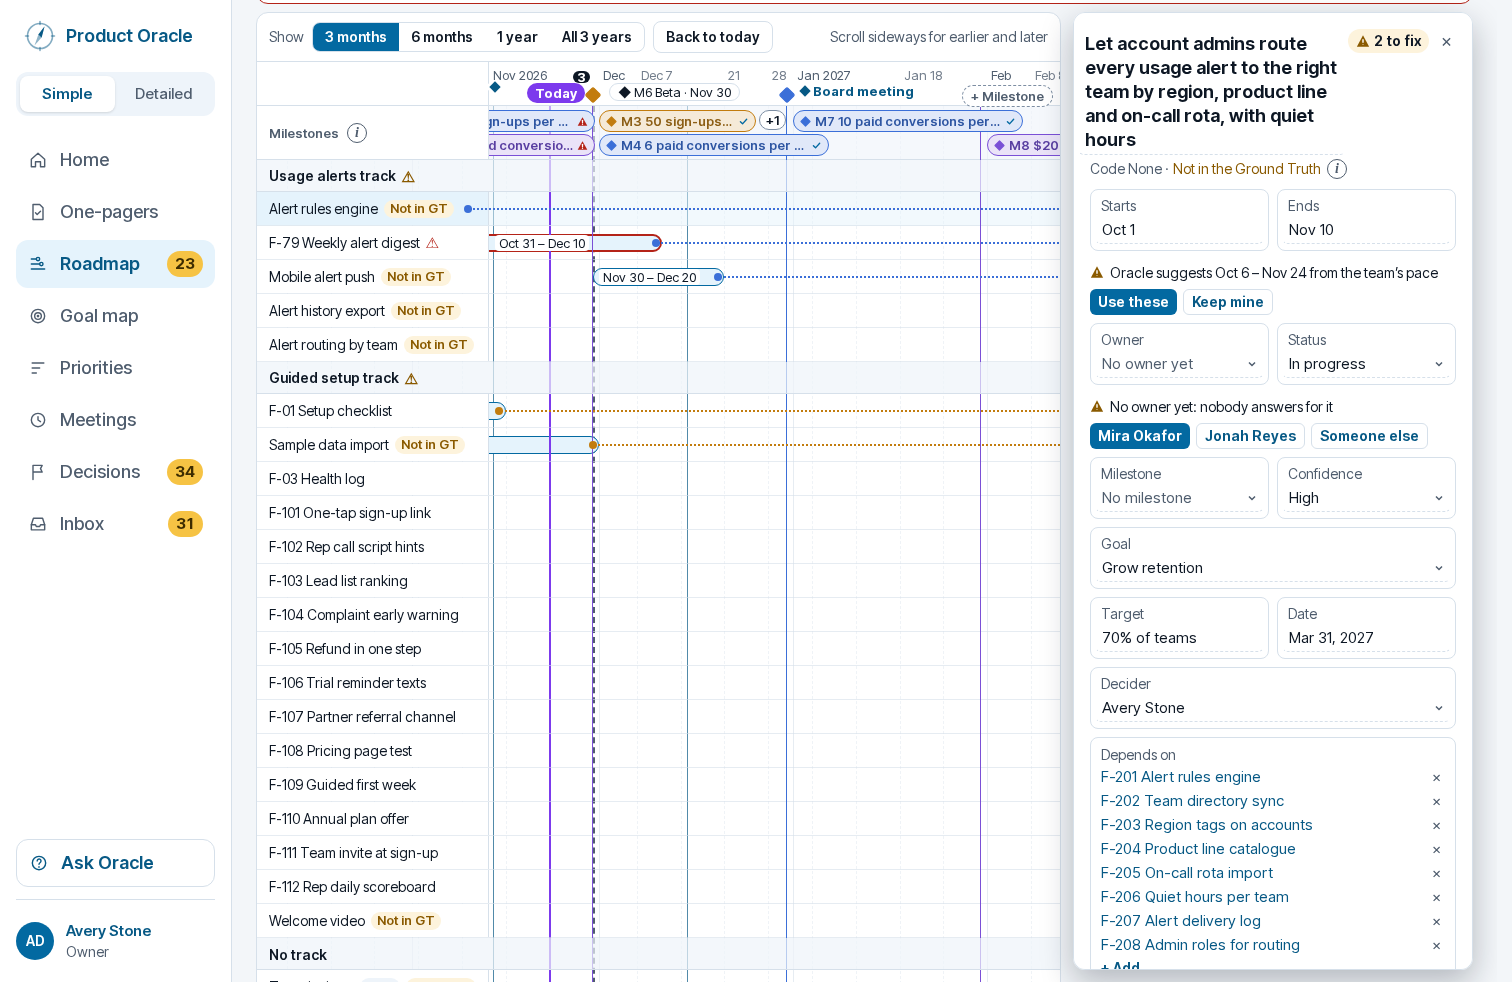 Product Oracle
Simple
Detailed
Home
One-pagers
Roadmap
23
Goal map
Priorities
Meetings
Decisions
34
Inbox
31
Ask Oracle
AD
Avery Stone
Owner
Show
3 months
6 months
1 year
All 3 years
Back to today
Scroll sideways for earlier and later
Nov 2026
3
Dec
Dec 7
21
28
Jan 2027
Jan 18
Feb
Feb
Today
M6 Beta · Nov 30
Board meeting
+ Milestone
Milestones
i
gn-ups per ...
M3 50 sign-ups...
+1
M7 10 paid conversions per...
d conversio...
M4 6 paid conversions per ...
M8 $20
Usage alerts track
Alert rules engine
Not in GT
F-79 Weekly alert digest
Oct 31 – Dec 10
Mobile alert push
Not in GT
Nov 30 – Dec 20
Alert history export
Not in GT
Alert routing by team
Not in GT
Guided setup track
F-01 Setup checklist
Sample data import
Not in GT
F-03 Health log
F-101 One-tap sign-up link
F-102 Rep call script hints
F-103 Lead list ranking
F-104 Complaint early warning
F-105 Refund in one step
F-106 Trial reminder texts
F-107 Partner referral channel
F-108 Pricing page test
F-109 Guided first week
F-110 Annual plan offer
F-111 Team invite at sign-up
F-112 Rep daily scoreboard
Welcome video
Not in GT
No track
Let account admins route
every usage alert to the right
team by region, product line
and on-call rota, with quiet
hours
2 to fix
×
Code None · Not in the Ground Truth
i
Starts
Oct 1
Ends
Nov 10
Oracle suggests Oct 6 – Nov 24 from the team's pace
Use these
Keep mine
Owner
No owner yet
Status
In progress
No owner yet: nobody answers for it
Mira Okafor
Jonah Reyes
Someone else
Milestone
No milestone
Confidence
High
Goal
Grow retention
Target
70% of teams
Date
Mar 31, 2027
Decider
Avery Stone
Depends on
F-201 Alert rules engine ×
F-202 Team directory sync ×
F-203 Region tags on accounts ×
F-204 Product line catalogue ×
F-205 On-call rota import ×
F-206 Quiet hours per team ×
F-207 Alert delivery log ×
F-208 Admin roles for routing ×
+ Add